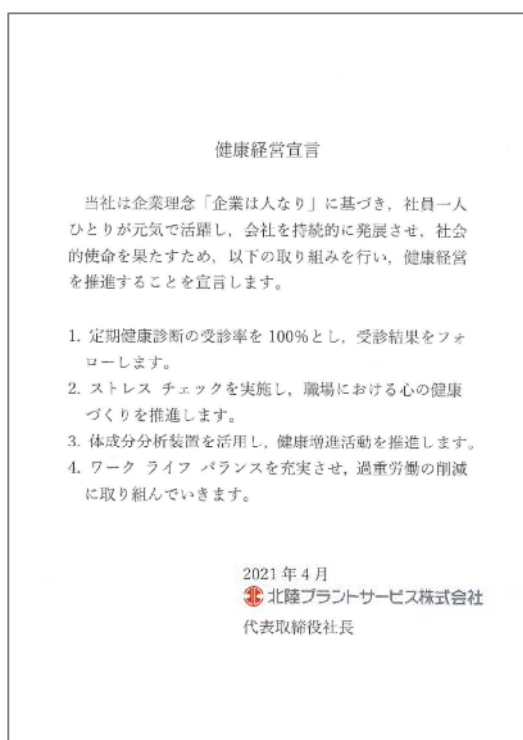 健康経営宣言
当社は企業理念「企業は人なり」に基づき，社員一人
ひとりが元気で活躍し，会社を持続的に発展させ，社会
的使命を果たすため，以下の取り組みを行い，健康経営
を推進することを宣言します。
1. 定期健康診断の受診率を 100％とし，受診結果をフォ
ローします。
2. ストレス チェックを実施し，職場における心の健康
づくりを推進します。
3. 体成分分析装置を活用し，健康増進活動を推進します。
4. ワーク ライフ バランスを充実させ，過重労働の削減
に取り組んでいきます。
2021 年 4 月
北陸プラントサービス株式会社
代表取締役社長